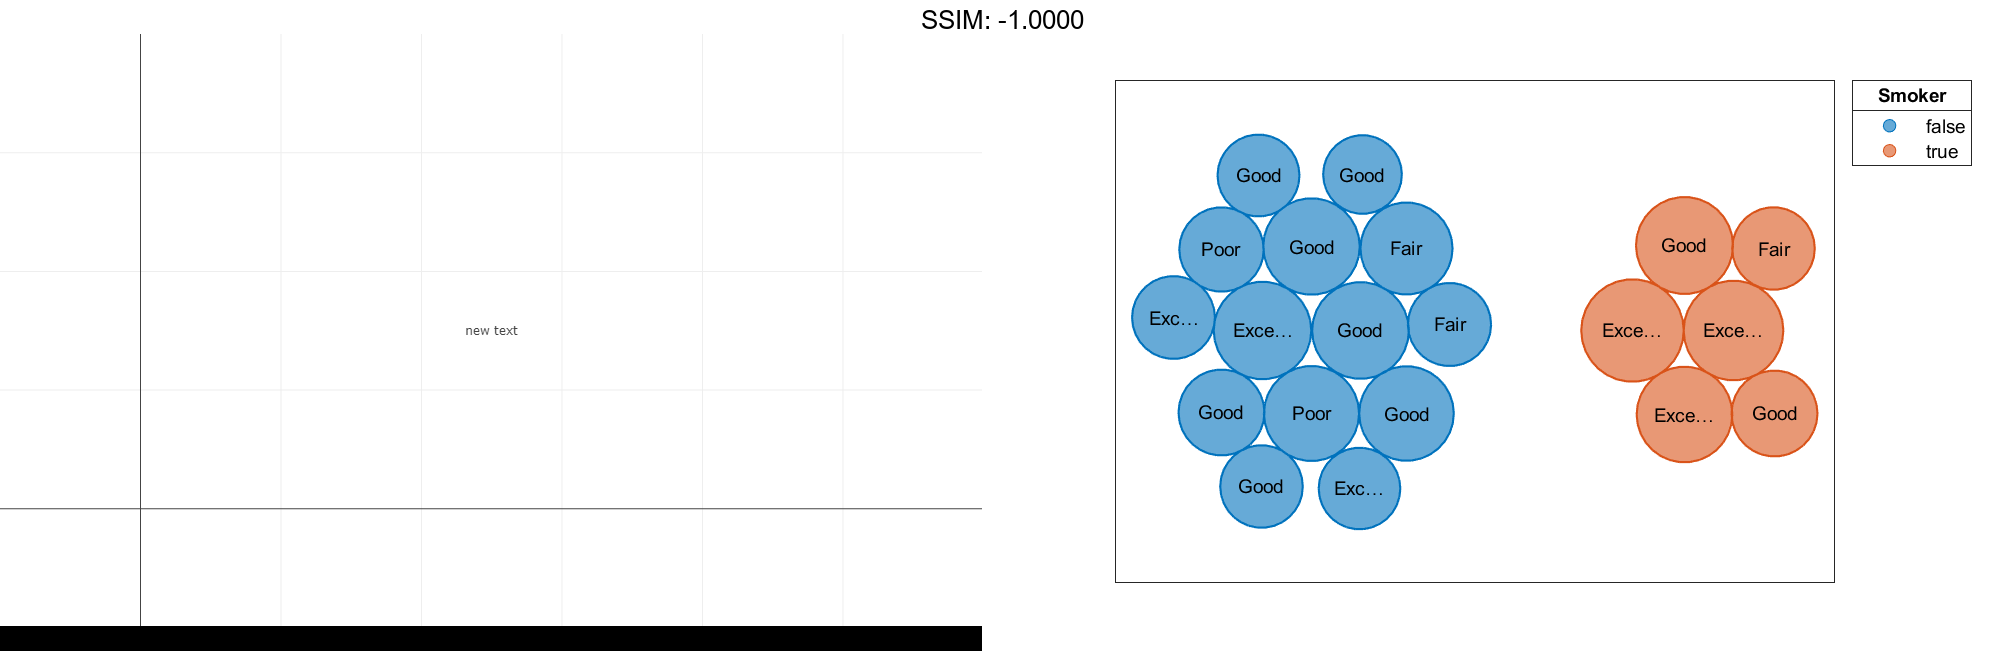 SSIM: -1.0000
new text
Smoker
false
true
Good
Good
Poor
Good
Fair
Exc...
Exce...
Good
Fair
Good
Poor
Good
Good
Exc...
Good
Fair
Exce...
Exce...
Exce...
Good